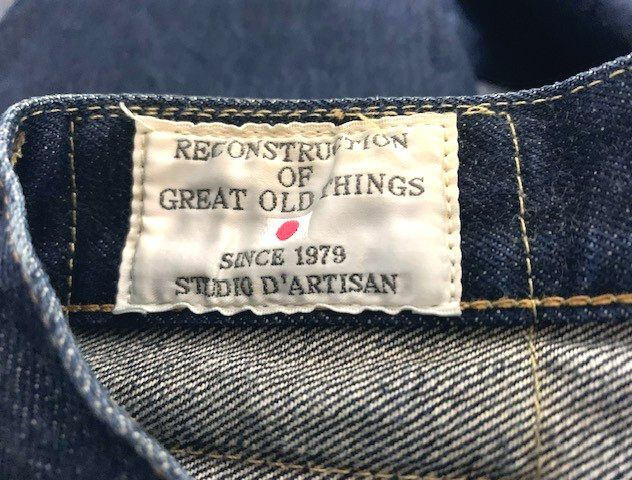 RECONSTRUCTION
OF
GREAT OLD THINGS
SINCE 1979
STUDIO D'ARTISAN